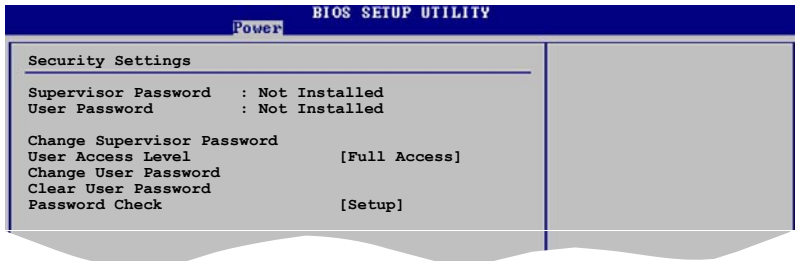 BIOS SETUP UTILITY
Power
Security Settings
Supervisor Password : Not Installed
User Password : Not Installed
Change Supervisor Password
User Access Level [Full Access]
Change User Password
Clear User Password
Password Check [Setup]